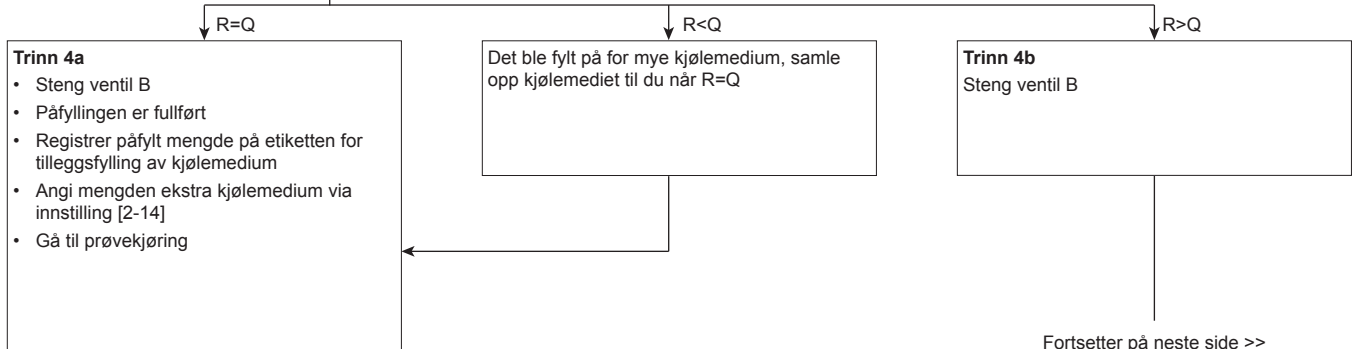 R=Q
Trinn 4a
• Steng ventil B
• Påfyllingen er fullført
• Registrer påfylt mengde på etiketten for
tilleggsfylling av kjølemedium
• Angi mengden ekstra kjølemedium via
innstilling [2-14]
• Gå til prøvekjøring
R<Q
Det ble fylt på for mye kjølemedium, samle
opp kjølemediet til du når R=Q
R>Q
Trinn 4b
Steng ventil B
Fortsetter på neste side >>